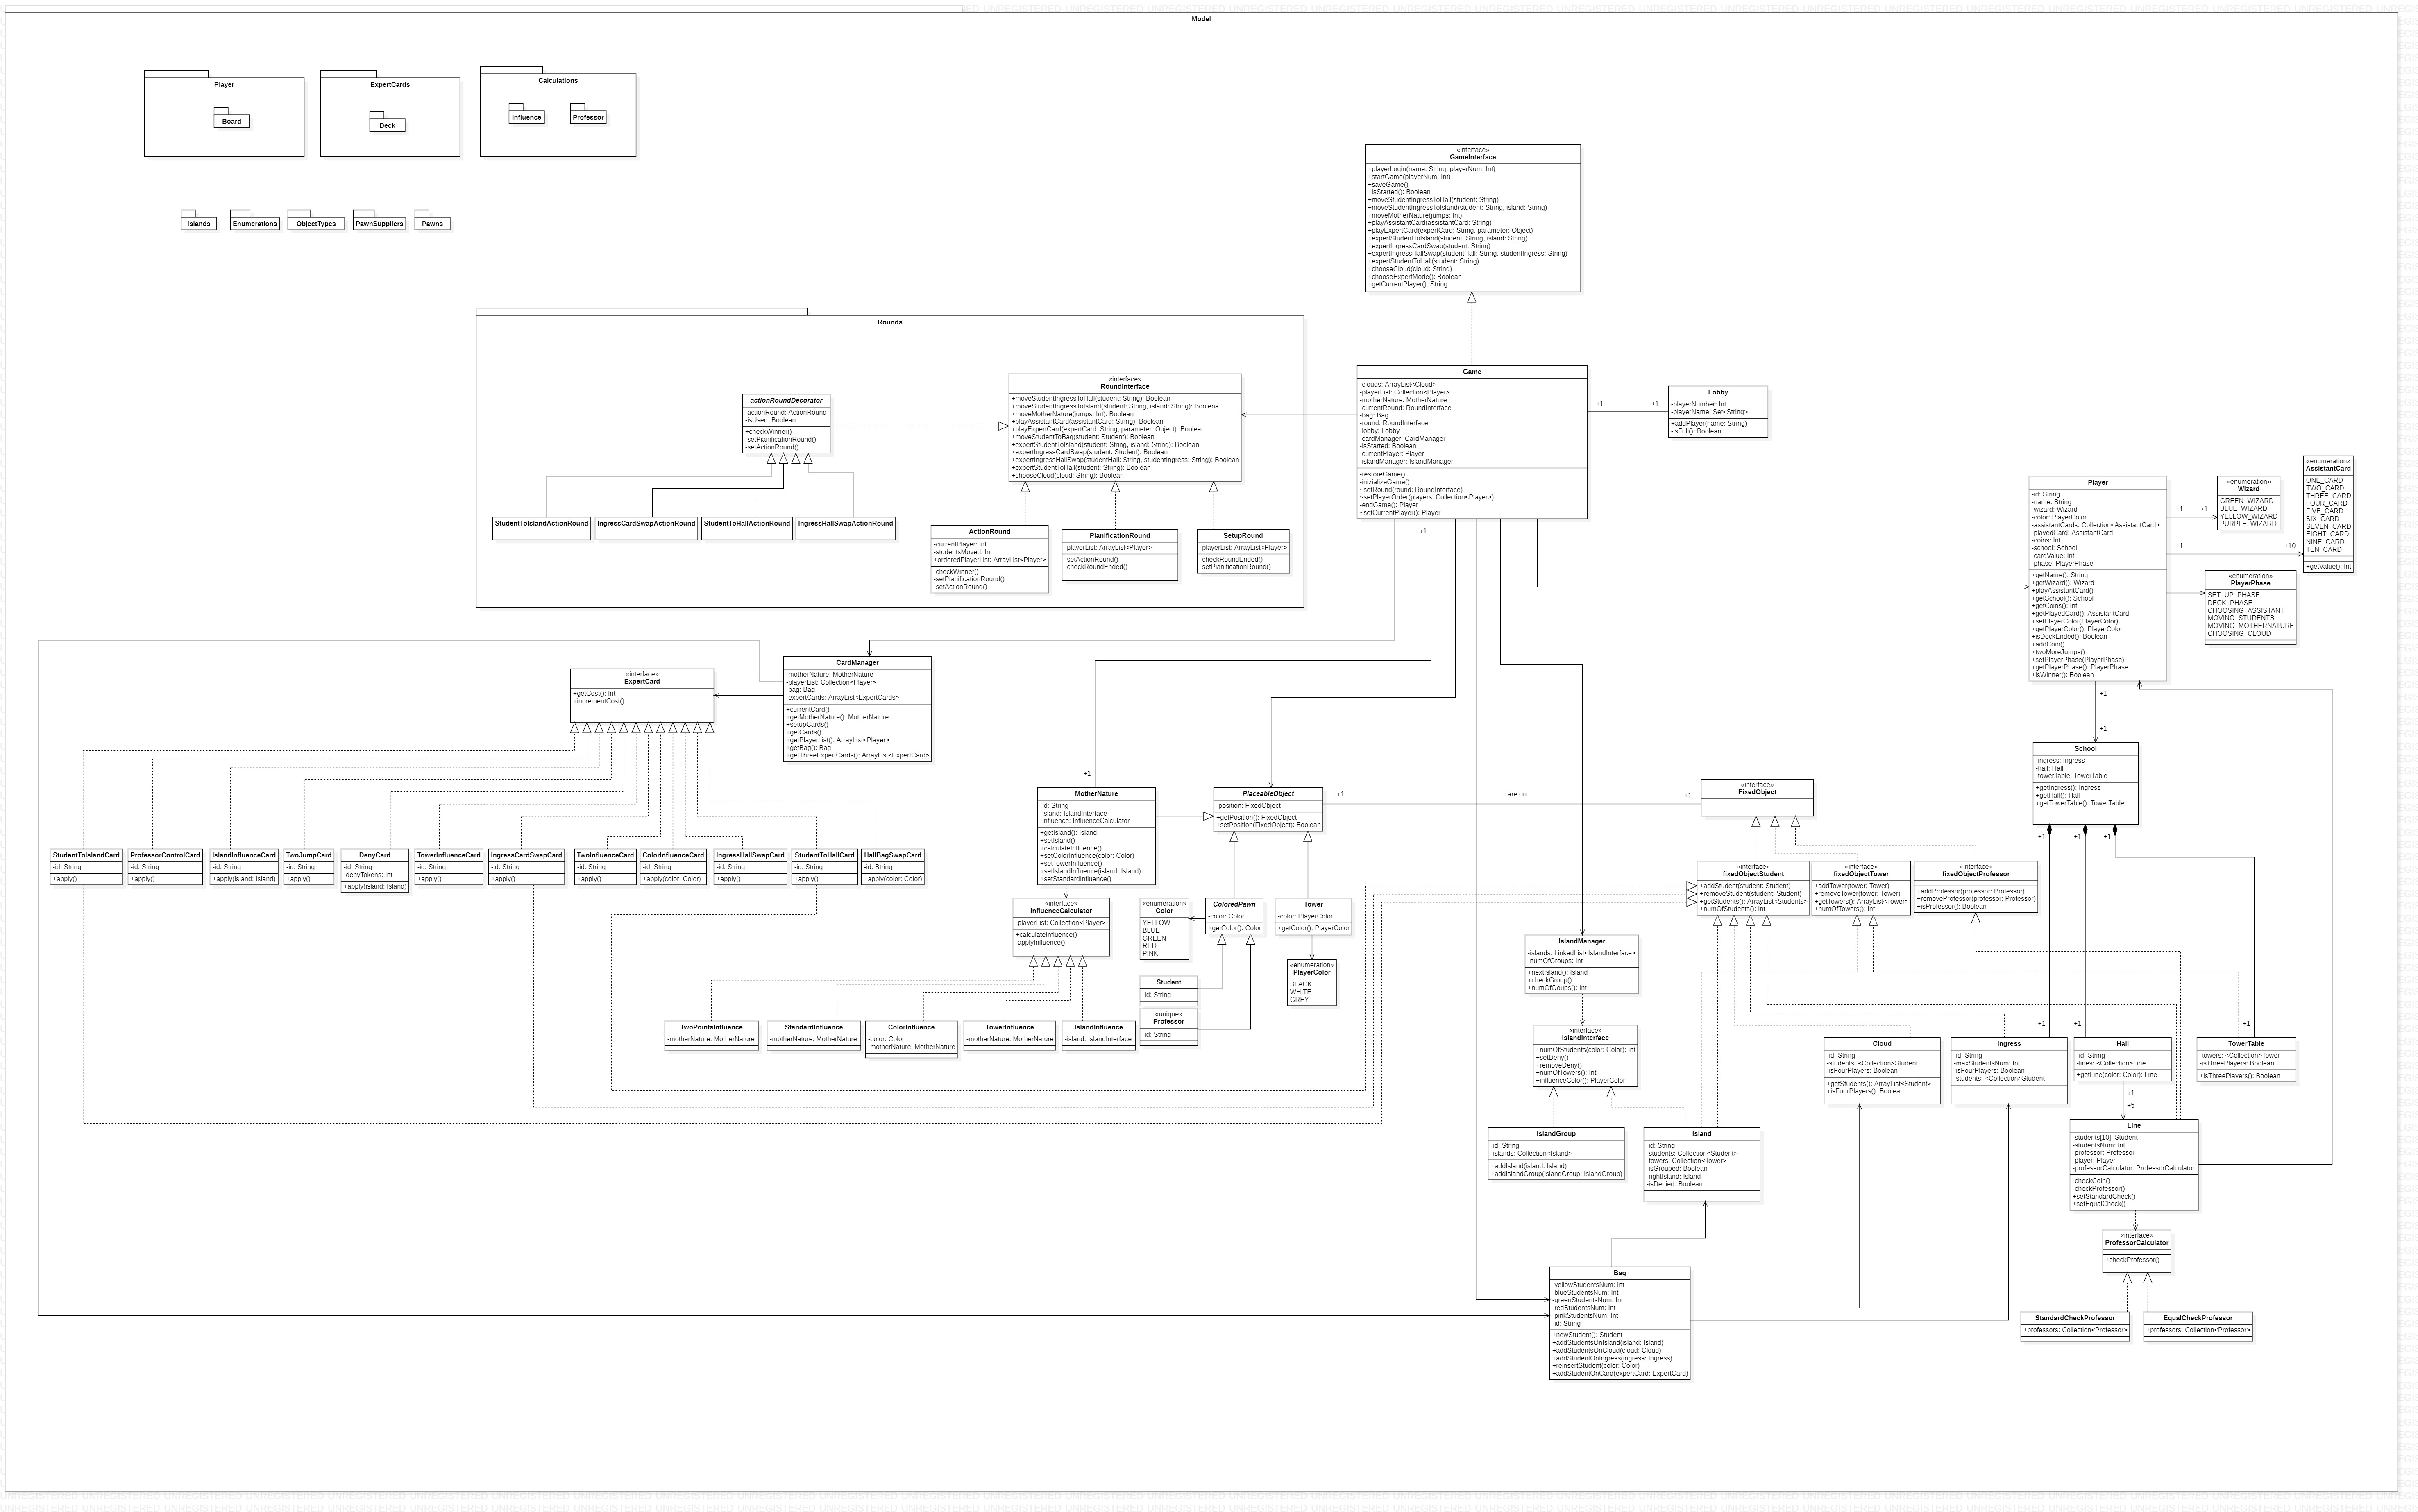 Model
Player
Board
ExpertCards
Deck
Calculations
Influence
Professor
Islands
Enumerations
ObjectTypes
PawnSuppliers
Pawns
«interface»
GameInterface
+playerLogin(name: String, playerNum: Int)
+startGame(playerNum: Int)
+saveGame()
+isStarted(): Boolean
+moveStudentIngressToHall(student: String)
+moveStudentIngressToIsland(student: String, island: String)
+moveMotherNature(jumps: Int)
+playAssistantCard(assistantCard: String)
+playExpertCard(expertCard: String, parameter: Object)
+expertStudentToIsland(student: String, island: String)
+expertIngressCardSwap(student: String)
+expertIngressHallSwap(studentHall: String, studentIngress: String)
+expertStudentToHall(student: String)
+chooseCloud(cloud: String)
+chooseExpertMode(): Boolean
+getCurrentPlayer(): String
Rounds
actionRoundDecorator
-actionRound: ActionRound
-isUsed: Boolean
+checkWinner()
-setPianificationRound()
-setActionRound()
«interface»
RoundInterface
+moveStudentIngressToHall(student: String): Boolean
+moveStudentIngressToIsland(student: String, island: String): Boolena
+moveMotherNature(jumps: Int): Boolean
+playAssistantCard(assistantCard: String): Boolean
+playExpertCard(expertCard: String, parameter: Object): Boolean
+moveStudentToBag(student: Student): Boolean
+expertStudentToIsland(student: String, island: String): Boolean
+expertIngressCardSwap(student: Student): Boolean
+expertIngressHallSwap(studentHall: String, studentIngress: String): Boolean
+expertStudentToHall(student: String): Boolean
+chooseCloud(cloud: String): Boolean
StudentToIslandActionRound
IngressCardSwapActionRound
StudentToHallActionRound
IngressHallSwapActionRound
ActionRound
-currentPlayer: Int
-studentsMoved: Int
+orderedPlayerList: ArrayList<Player>
-checkWinner()
-setPianificationRound()
-setActionRound()
PianificationRound
-playerList: ArrayList<Player>
-setActionRound()
-checkRoundEnded()
SetupRound
-playerList: ArrayList<Player>
-checkRoundEnded()
-setPianificationRound()
Game
-clouds: ArrayList<Cloud>
-playerList: Collection<Player>
-motherNature: MotherNature
-currentRound: RoundInterface
-bag: Bag
-round: RoundInterface
-lobby: Lobby
-cardManager: CardManager
-isStarted: Boolean
-currentPlayer: Player
-islandManager: IslandManager
-restoreGame()
-inizializeGame()
~setRound(round: RoundInterface)
~setPlayerOrder(players: Collection<Player>)
-endGame(): Player
~setCurrentPlayer(): Player
+1
+1
Lobby
-playerNumber: Int
-playerName: Set<String>
+addPlayer(name: String)
-isFull(): Boolean
Player
-id: String
-name: String
-wizard: Wizard
-color: PlayerColor
-assistantCards: Collection<AssistantCard>
-playedCard: AssistantCard
-coins: Int
-school: School
-cardValue: Int
-phase: PlayerPhase
+getName(): String
+getWizard(): Wizard
+playAssistantCard()
+getSchool(): School
+getCoins(): Int
+getPlayedCard(): AssistantCard
+setPlayerColor(PlayerColor)
+getPlayerColor(): PlayerColor
+isDeckEnded(): Boolean
+addCoin()
+twoMoreJumps()
+setPlayerPhase(PlayerPhase)
+getPlayerPhase(): PlayerPhase
+isWinner(): Boolean
+1
+1
«enumeration»
Wizard
GREEN_WIZARD
BLUE_WIZARD
YELLOW_WIZARD
PURPLE_WIZARD
+1
+10
«enumeration»
AssistantCard
ONE_CARD
TWO_CARD
THREE_CARD
FOUR_CARD
FIVE_CARD
SIX_CARD
SEVEN_CARD
EIGHT_CARD
NINE_CARD
TEN_CARD
+getValue(): Int
«enumeration»
PlayerPhase
SET_UP_PHASE
DECK_PHASE
CHOOSING_ASSISTANT
MOVING_STUDENTS
MOVING_MOTHERNATURE
CHOOSING_CLOUD
+1
+1
+1
+1
School
-ingress: Ingress
-hall: Hall
-towerTable: TowerTable
+getIngress(): Ingress
+getHall(): Hall
+getTowerTable(): TowerTable
+1
+1
+1
«interface»
ExpertCard
+getCost(): Int
+incrementCost()
CardManager
-motherNature: MotherNature
-playerList: Collection<Player>
-bag: Bag
-expertCards: ArrayList<ExpertCards>
+currentCard()
+getMotherNature(): MotherNature
+setupCards()
+getCards()
+getPlayerList(): ArrayList<Player>
+getBag(): Bag
+getThreeExpertCards(): ArrayList<ExpertCard>
StudentToIslandCard
-id: String
+apply()
ProfessorControlCard
-id: String
+apply()
IslandInfluenceCard
-id: String
+apply(island: Island)
TwoJumpCard
-id: String
+apply()
DenyCard
-id: String
-denyTokens: Int
+apply(island: Island)
TowerInfluenceCard
-id: String
+apply()
IngressCardSwapCard
-id: String
+apply()
TwoInfluenceCard
-id: String
+apply()
ColorInfluenceCard
-id: String
+apply(color: Color)
IngressHallSwapCard
-id: String
+apply()
StudentToHallCard
-id: String
+apply()
HallBagSwapCard
-id: String
+apply(color: Color)
MotherNature
-id: String
-island: IslandInterface
-influence: InfluenceCalculator
+getIsland(): Island
+setIsland()
+calculateInfluence()
+setColorInfluence(color: Color)
+setTowerInfluence()
+setIslandInfluence(island: Island)
+setStandardInfluence()
PlaceableObject
-position: FixedObject
+getPosition(): FixedObject
+setPosition(FixedObject): Boolean
+1...
+are on
+1
«interface»
FixedObject
«interface»
fixedObjectStudent
+addStudent(student: Student)
+removeStudent(student: Student)
+getStudents(): ArrayList<Students>
+numOfStudents(): Int
«interface»
fixedObjectTower
+addTower(tower: Tower)
+removeTower(tower: Tower)
+getTowers(): ArrayList<Tower>
+numOfTowers(): Int
«interface»
fixedObjectProfessor
+addProfessor(professor: Professor)
+removeProfessor(professor: Professor)
+isProfessor(): Boolean
«interface»
InfluenceCalculator
-playerList: Collection<Player>
+calculateInfluence()
-applyInfluence()
«enumeration»
Color
YELLOW
BLUE
GREEN
RED
PINK
ColoredPawn
-color: Color
+getColor(): Color
Tower
-color: PlayerColor
+getColor(): PlayerColor
«enumeration»
PlayerColor
BLACK
WHITE
GREY
Student
-id: String
«unique»
Professor
-id: String
TwoPointsInfluence
-motherNature: MotherNature
StandardInfluence
-motherNature: MotherNature
ColorInfluence
-color: Color
-motherNature: MotherNature
TowerInfluence
-motherNature: MotherNature
IslandInfluence
-island: IslandInterface
IslandManager
-islands: LinkedList<IslandInterface>
-numOfGroups: Int
+nextIsland(): Island
+checkGroup()
+numOfGoups(): Int
«interface»
IslandInterface
+numOfStudents(color: Color): Int
+setDeny()
+removeDeny()
+numOfTowers(): Int
+influenceColor(): PlayerColor
IslandGroup
-id: String
-islands: Collection<Island>
+addIsland(island: Island)
+addIslandGroup(islandGroup: IslandGroup)
Island
-id: String
-students: Collection<Student>
-towers: Collection<Tower>
-isGrouped: Boolean
-rightIsland: Island
-isDenied: Boolean
Cloud
-id: String
-students: <Collection>Student
-isFourPlayers: Boolean
+getStudents(): ArrayList<Student>
+isFourPlayers(): Boolean
+1
Ingress
-id: String
-maxStudentsNum: Int
-isFourPlayers: Boolean
-students: <Collection>Student
+1
Hall
-id: String
-lines: <Collection>Line
+getLine(color: Color): Line
+1
TowerTable
-towers: <Collection>Tower
-isThreePlayers: Boolean
+isThreePlayers(): Boolean
+1
+5
Line
-students[10]: Student
-studentsNum: Int
-professor: Professor
-player: Player
-professorCalculator: ProfessorCalculator
-checkCoin()
-checkProfessor()
+setStandardCheck()
+setEqualCheck()
«interface»
ProfessorCalculator
+checkProfessor()
StandardCheckProfessor
+professors: Collection<Professor>
EqualCheckProfessor
+professors: Collection<Professor>
Bag
-yellowStudentsNum: Int
-blueStudentsNum: Int
-greenStudentsNum: Int
-redStudentsNum: Int
-pinkStudentsNum: Int
-id: String
+newStudent(): Student
+addStudentsOnIsland(island: Island)
+addStudentsOnCloud(cloud: Cloud)
+addStudentOnIngress(ingress: Ingress)
+reinsertStudent(color: Color)
+addStudentOnCard(expertCard: ExpertCard)